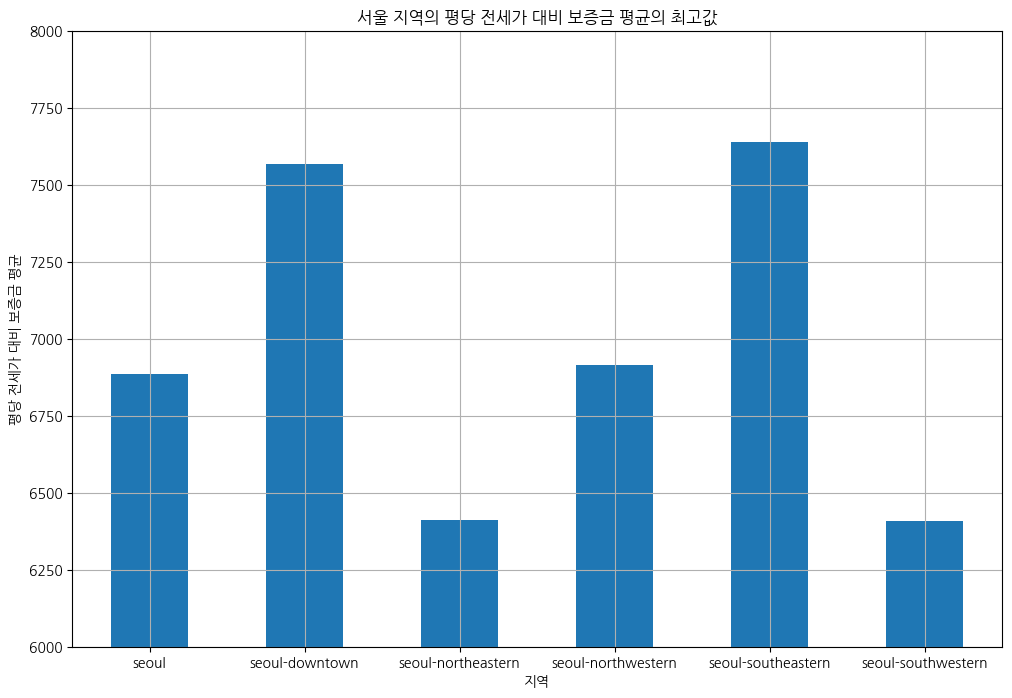 서울 지역의 평당 전세가 대비 보증금 평균의 최고값
평당 전세가 대비 보증금 평균
8000
7750
7500
7250
7000
6750
6500
6250
6000
seoul seoul-downtown seoul-northeastern seoul-northwestern seoul-southeastern seoul-southwestern
지역